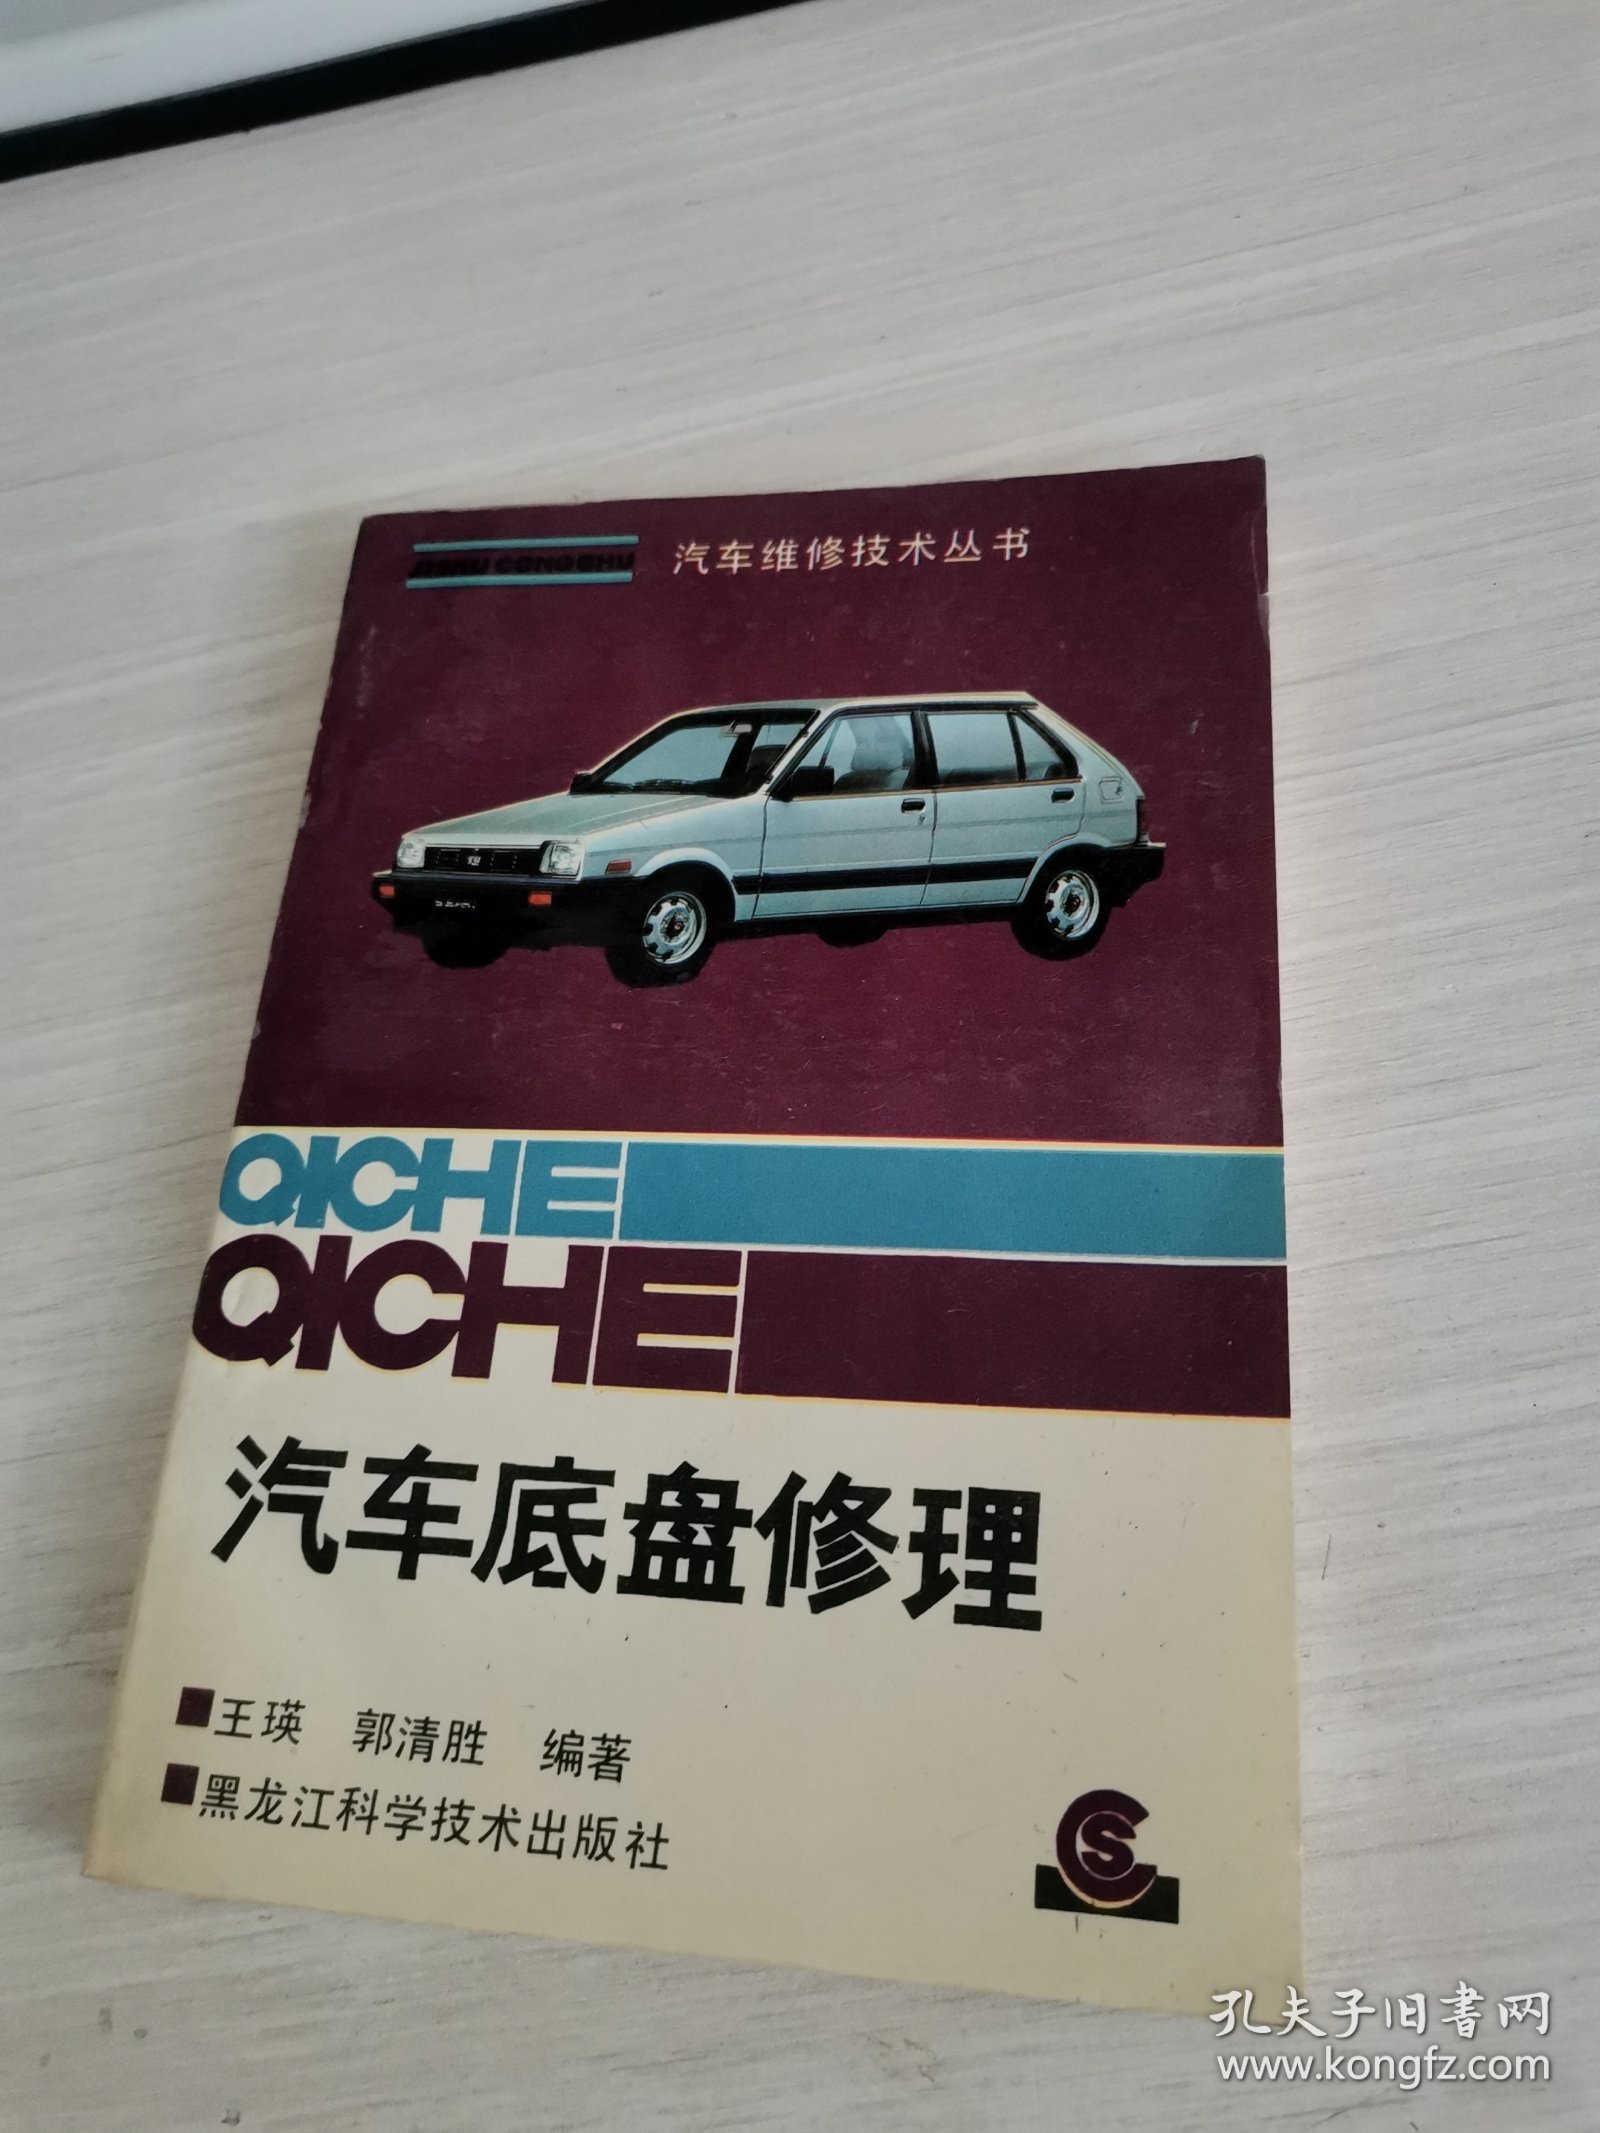 汽车维修技术丛书
QICHE
QICHE
汽车底盘修理
王瑛 郭清胜 编著
黑龙江科学技术出版社
CS
孔夫子旧书网
www.kongfz.com